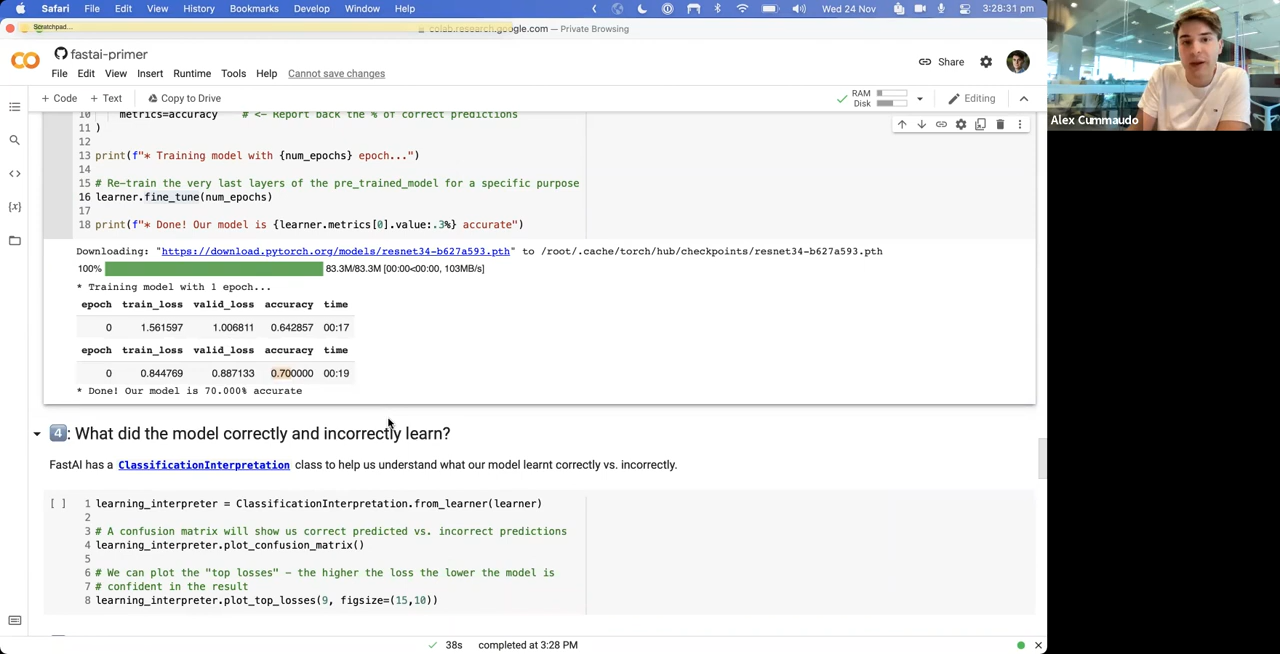 Safari File Edit View History Bookmarks Develop Window Help Wed 24 Nov 3:28:31 pm
Scratchpad...
colab.research.google.com — Private Browsing
fastai-primer
File Edit View Insert Runtime Tools Help Cannot save changes
Share
+ Code + Text Copy to Drive
RAM
Disk
Editing
Alex Cummaudo
10 metrics=accuracy # <- Report back the % of correct predictions
11 )
12
13 print(f"* Training model with {num_epochs} epoch...")
14
15 # Re-train the very last layers of the pre_trained_model for a specific purpose
16 learner.fine_tune(num_epochs)
17
18 print(f"* Done! Our model is {learner.metrics[0].value:.3%} accurate")
Downloading: "https://download.pytorch.org/models/resnet34-b627a593.pth" to /root/.cache/torch/hub/checkpoints/resnet34-b627a593.pth
100% 83.3M/83.3M [00:00<00:00, 103MB/s]
* Training model with 1 epoch...
epoch train_loss valid_loss accuracy time
0 1.561597 1.006811 0.642857 00:17
epoch train_loss valid_loss accuracy time
0 0.844769 0.887133 0.700000 00:19
* Done! Our model is 70.000% accurate
4: What did the model correctly and incorrectly learn?
FastAI has a ClassificationInterpretation class to help us understand what our model learnt correctly vs. incorrectly.
[ ] 1 learning_interpreter = ClassificationInterpretation.from_learner(learner)
2
3 # A confusion matrix will show us correct predicted vs. incorrect predictions
4 learning_interpreter.plot_confusion_matrix()
5
6 # We can plot the "top losses" - the higher the loss the lower the model is
7 # confident in the result
8 learning_interpreter.plot_top_losses(9, figsize=(15,10))
38s completed at 3:28 PM